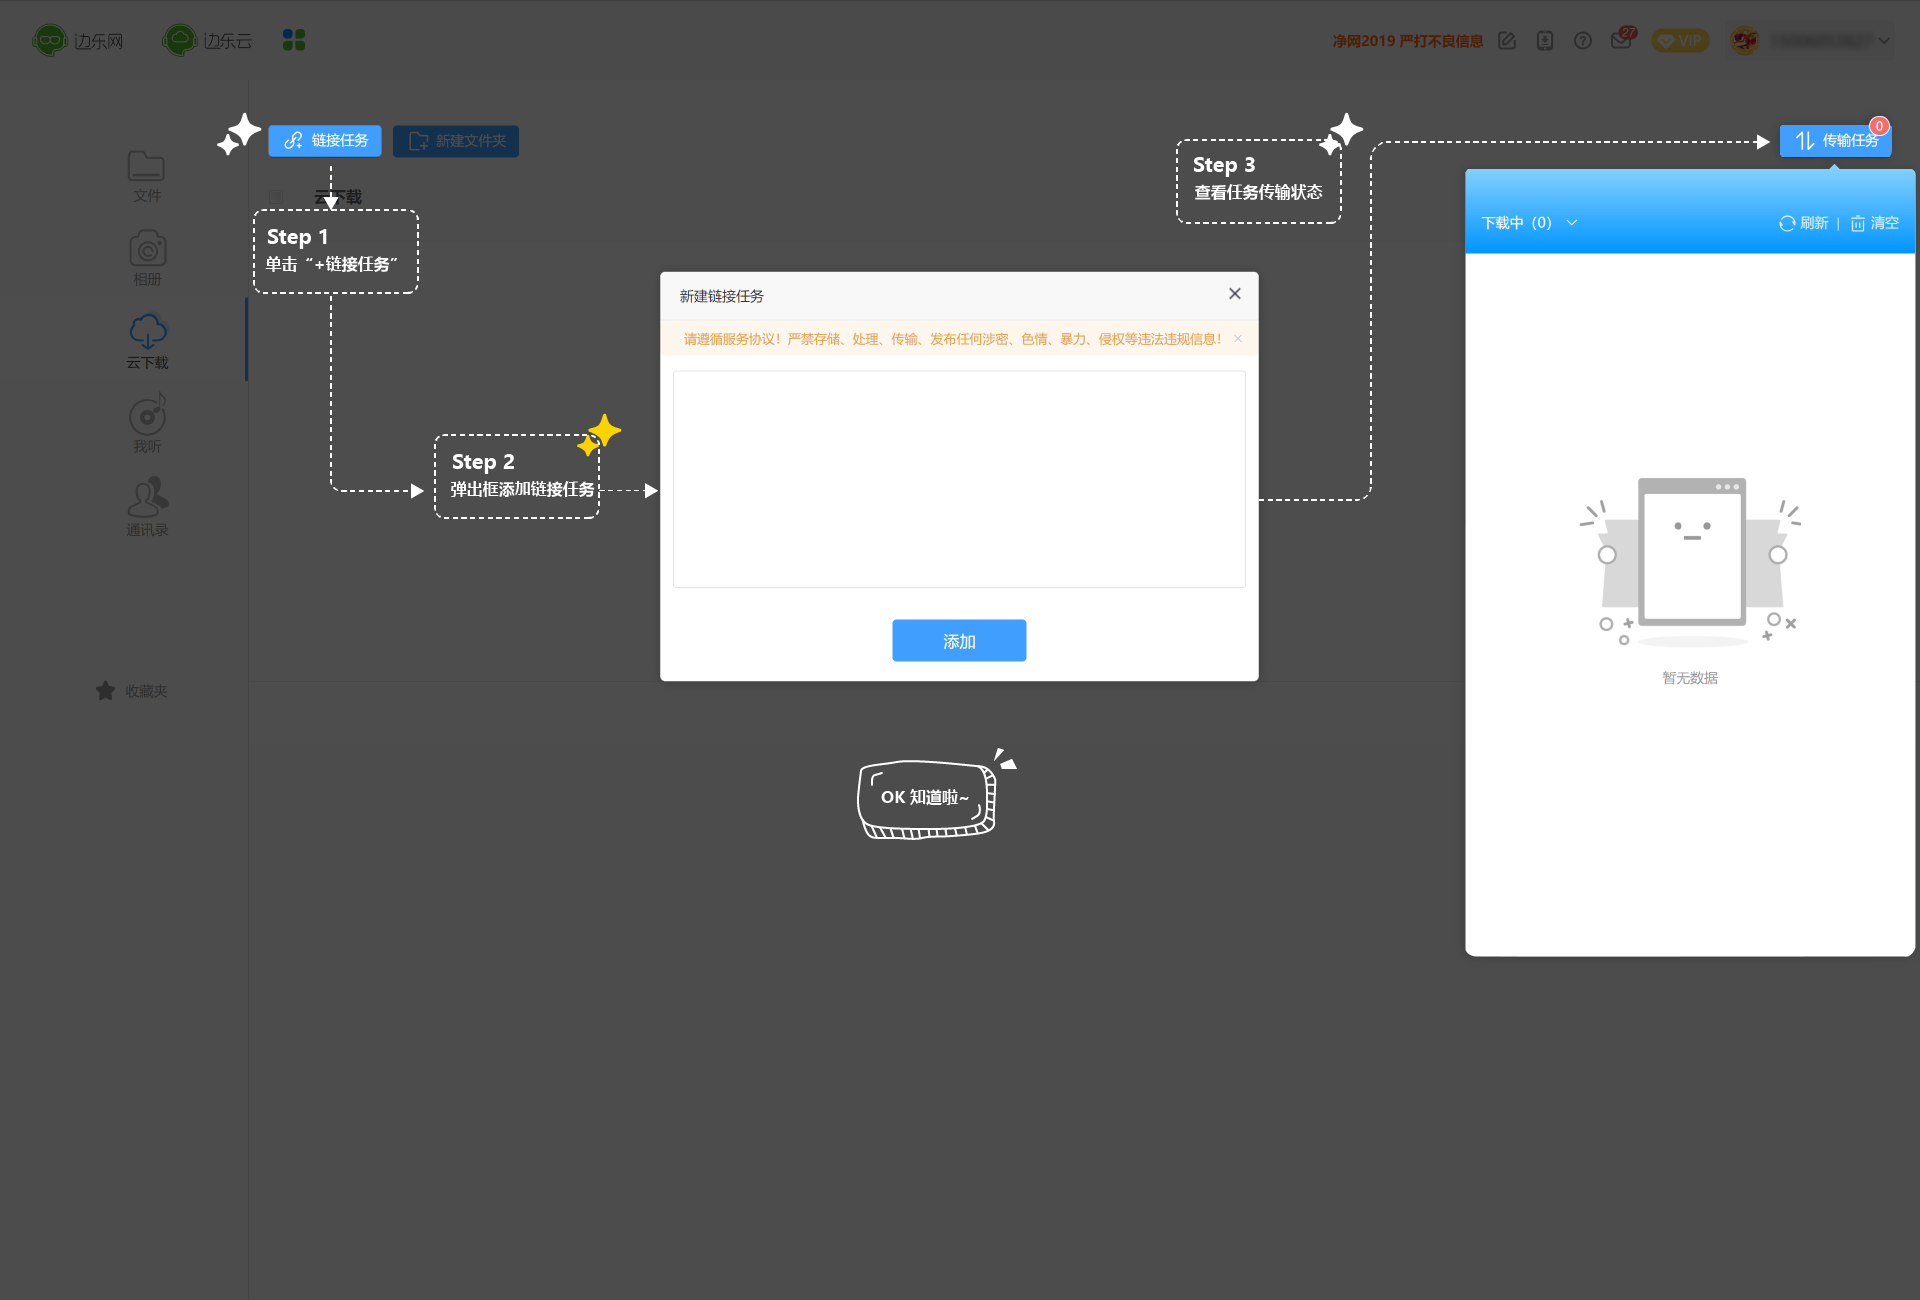 边乐网
边乐云
净网2019 严打不良信息
27
VIP
链接任务
新建文件夹
传输任务
0
云下载
Step 1
单击“+链接任务”
Step 2
弹出框添加链接任务
Step 3
查看任务传输状态
文件
相册
云下载
我听
通讯录
收藏夹
新建链接任务
请遵循服务协议！严禁存储、处理、传输、发布任何涉密、色情、暴力、侵权等违法违规信息！
添加
OK 知道啦~
下载中（0）
刷新 | 清空
暂无数据